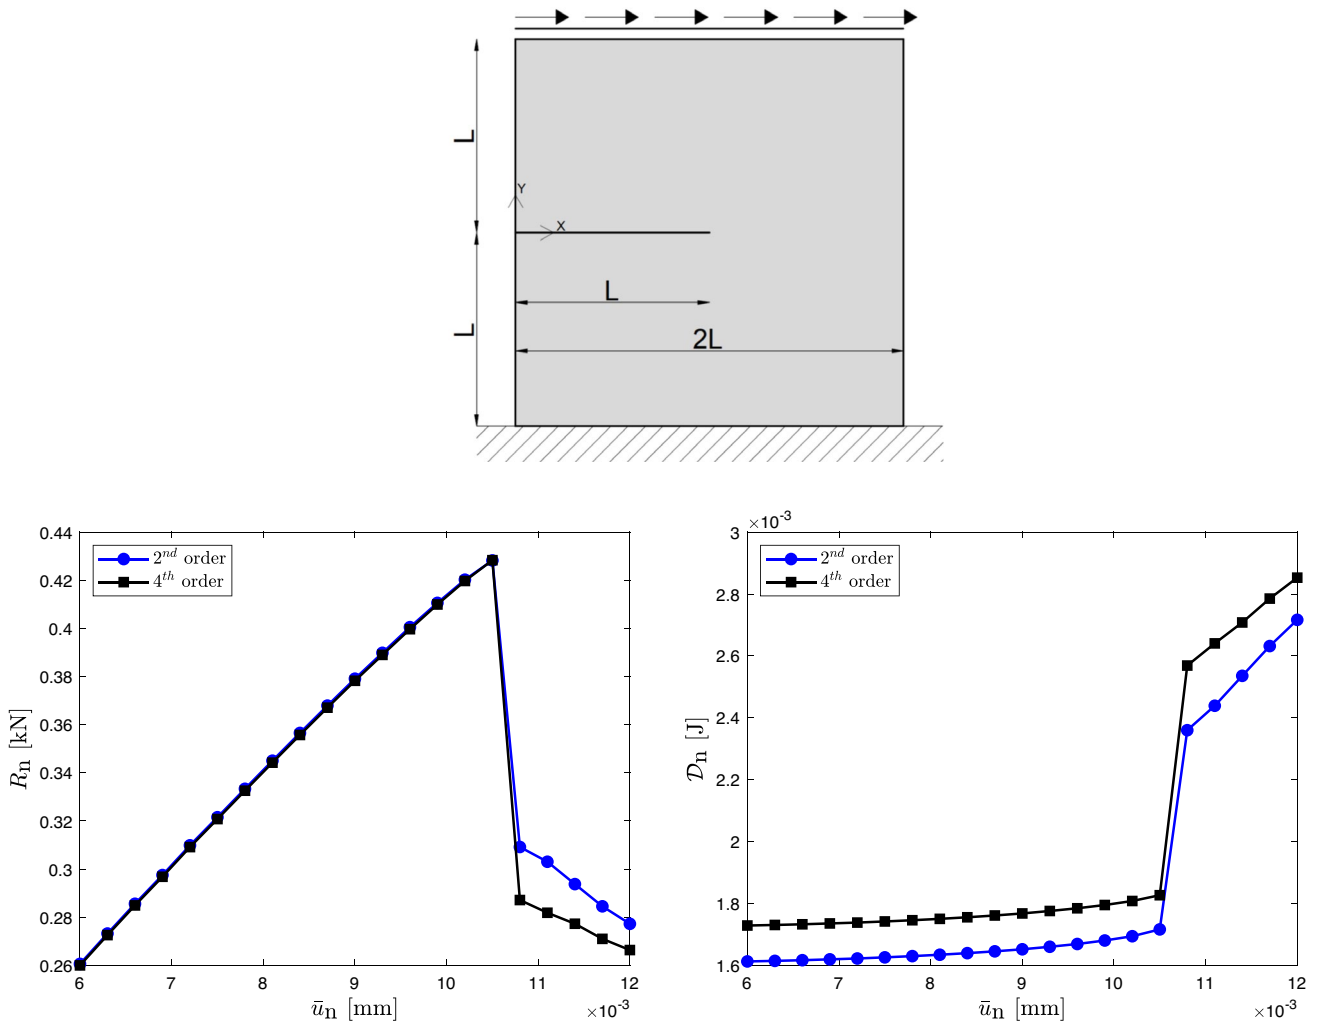 L
Y
X
L
L
2L
0.44
0.42
0.4
0.38
0.36
0.34
0.32
0.3
0.28
0.26
R_n [kN]
2^nd order
4^th order
6
7
8
9
10
11
12
ū_n [mm]
×10^-3
×10^-3
3
2.8
2.6
2.4
2.2
2
1.8
1.6
𝒟_n [J]
2^nd order
4^th order
6
7
8
9
10
11
12
ū_n [mm]
×10^-3